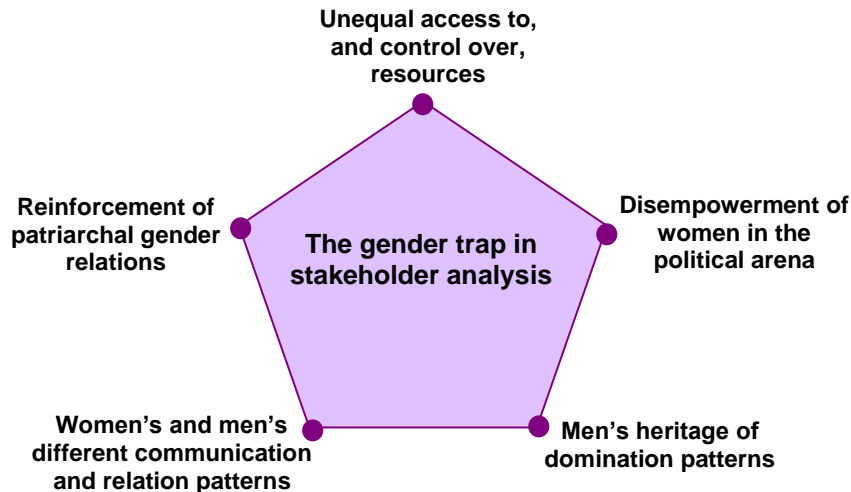 Unequal access to,
and control over,
resources
Reinforcement of
patriarchal gender
relations
The gender trap in
stakeholder analysis
Disempowerment of
women in the
political arena
Women’s and men’s
different communication
and relation patterns
Men’s heritage of
domination patterns